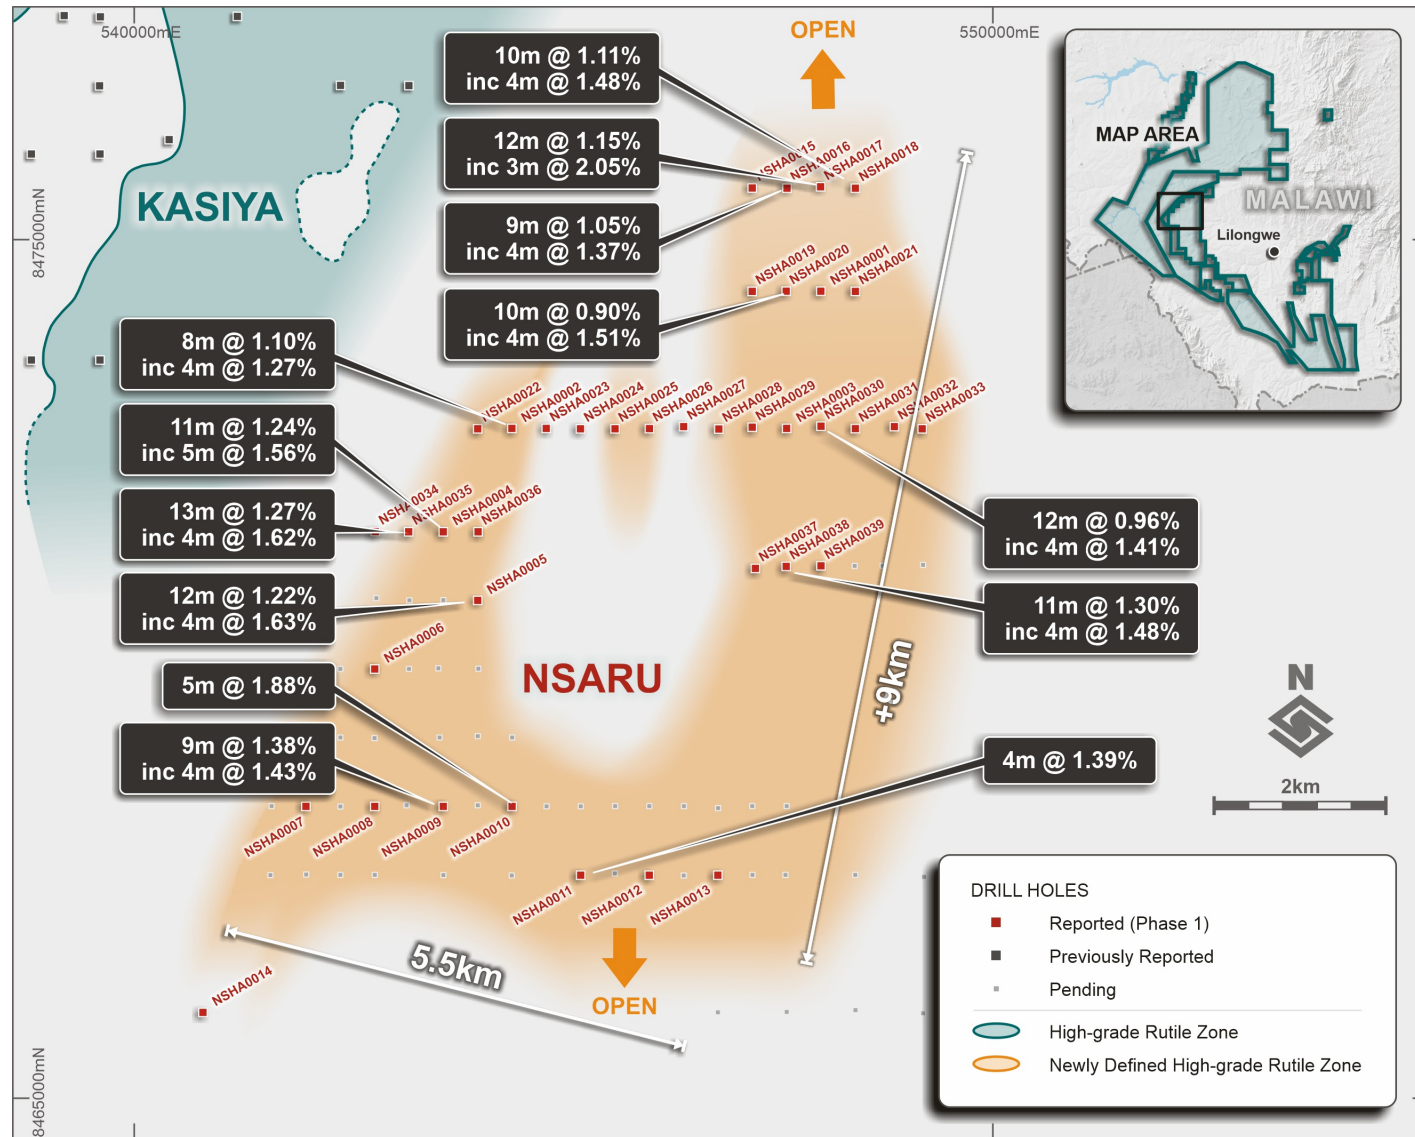 540000mE
550000mE
8475000mN
8465000mN
OPEN
10m @ 1.11%
inc 4m @ 1.48%
12m @ 1.15%
inc 3m @ 2.05%
9m @ 1.05%
inc 4m @ 1.37%
10m @ 0.90%
inc 4m @ 1.51%
KASIYA
NSHA0015
NSHA0016
NSHA0017
NSHA0018
NSHA0019
NSHA0020
NSHA0001
NSHA0021
8m @ 1.10%
inc 4m @ 1.27%
11m @ 1.24%
inc 5m @ 1.56%
13m @ 1.27%
inc 4m @ 1.62%
12m @ 1.22%
inc 4m @ 1.63%
5m @ 1.88%
9m @ 1.38%
inc 4m @ 1.43%
NSHA0022
NSHA0002
NSHA0023
NSHA0024
NSHA0025
NSHA0026
NSHA0027
NSHA0028
NSHA0029
NSHA0003
NSHA0030
NSHA0031
NSHA0032
NSHA0033
NSHA0034
NSHA0035
NSHA0004
NSHA0036
NSHA0037
NSHA0038
NSHA0039
NSHA0005
NSHA0006
NSARU
12m @ 0.96%
inc 4m @ 1.41%
11m @ 1.30%
inc 4m @ 1.48%
4m @ 1.39%
+9km
NSHA0007
NSHA0008
NSHA0009
NSHA0010
NSHA0011
NSHA0012
NSHA0013
NSHA0014
5.5km
OPEN
MAP AREA
MALAWI
Lilongwe
N
2km
DRILL HOLES
Reported (Phase 1)
Previously Reported
Pending
High-grade Rutile Zone
Newly Defined High-grade Rutile Zone